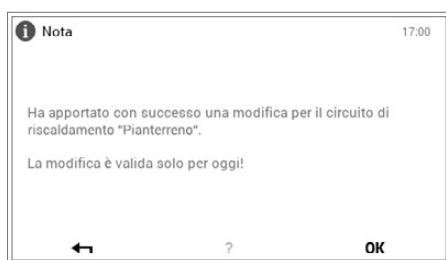 Nota
17:00
Ha apportato con successo una modifica per il circuito di
riscaldamento "Pianterreno".
La modifica è valida solo per oggi!
?
OK